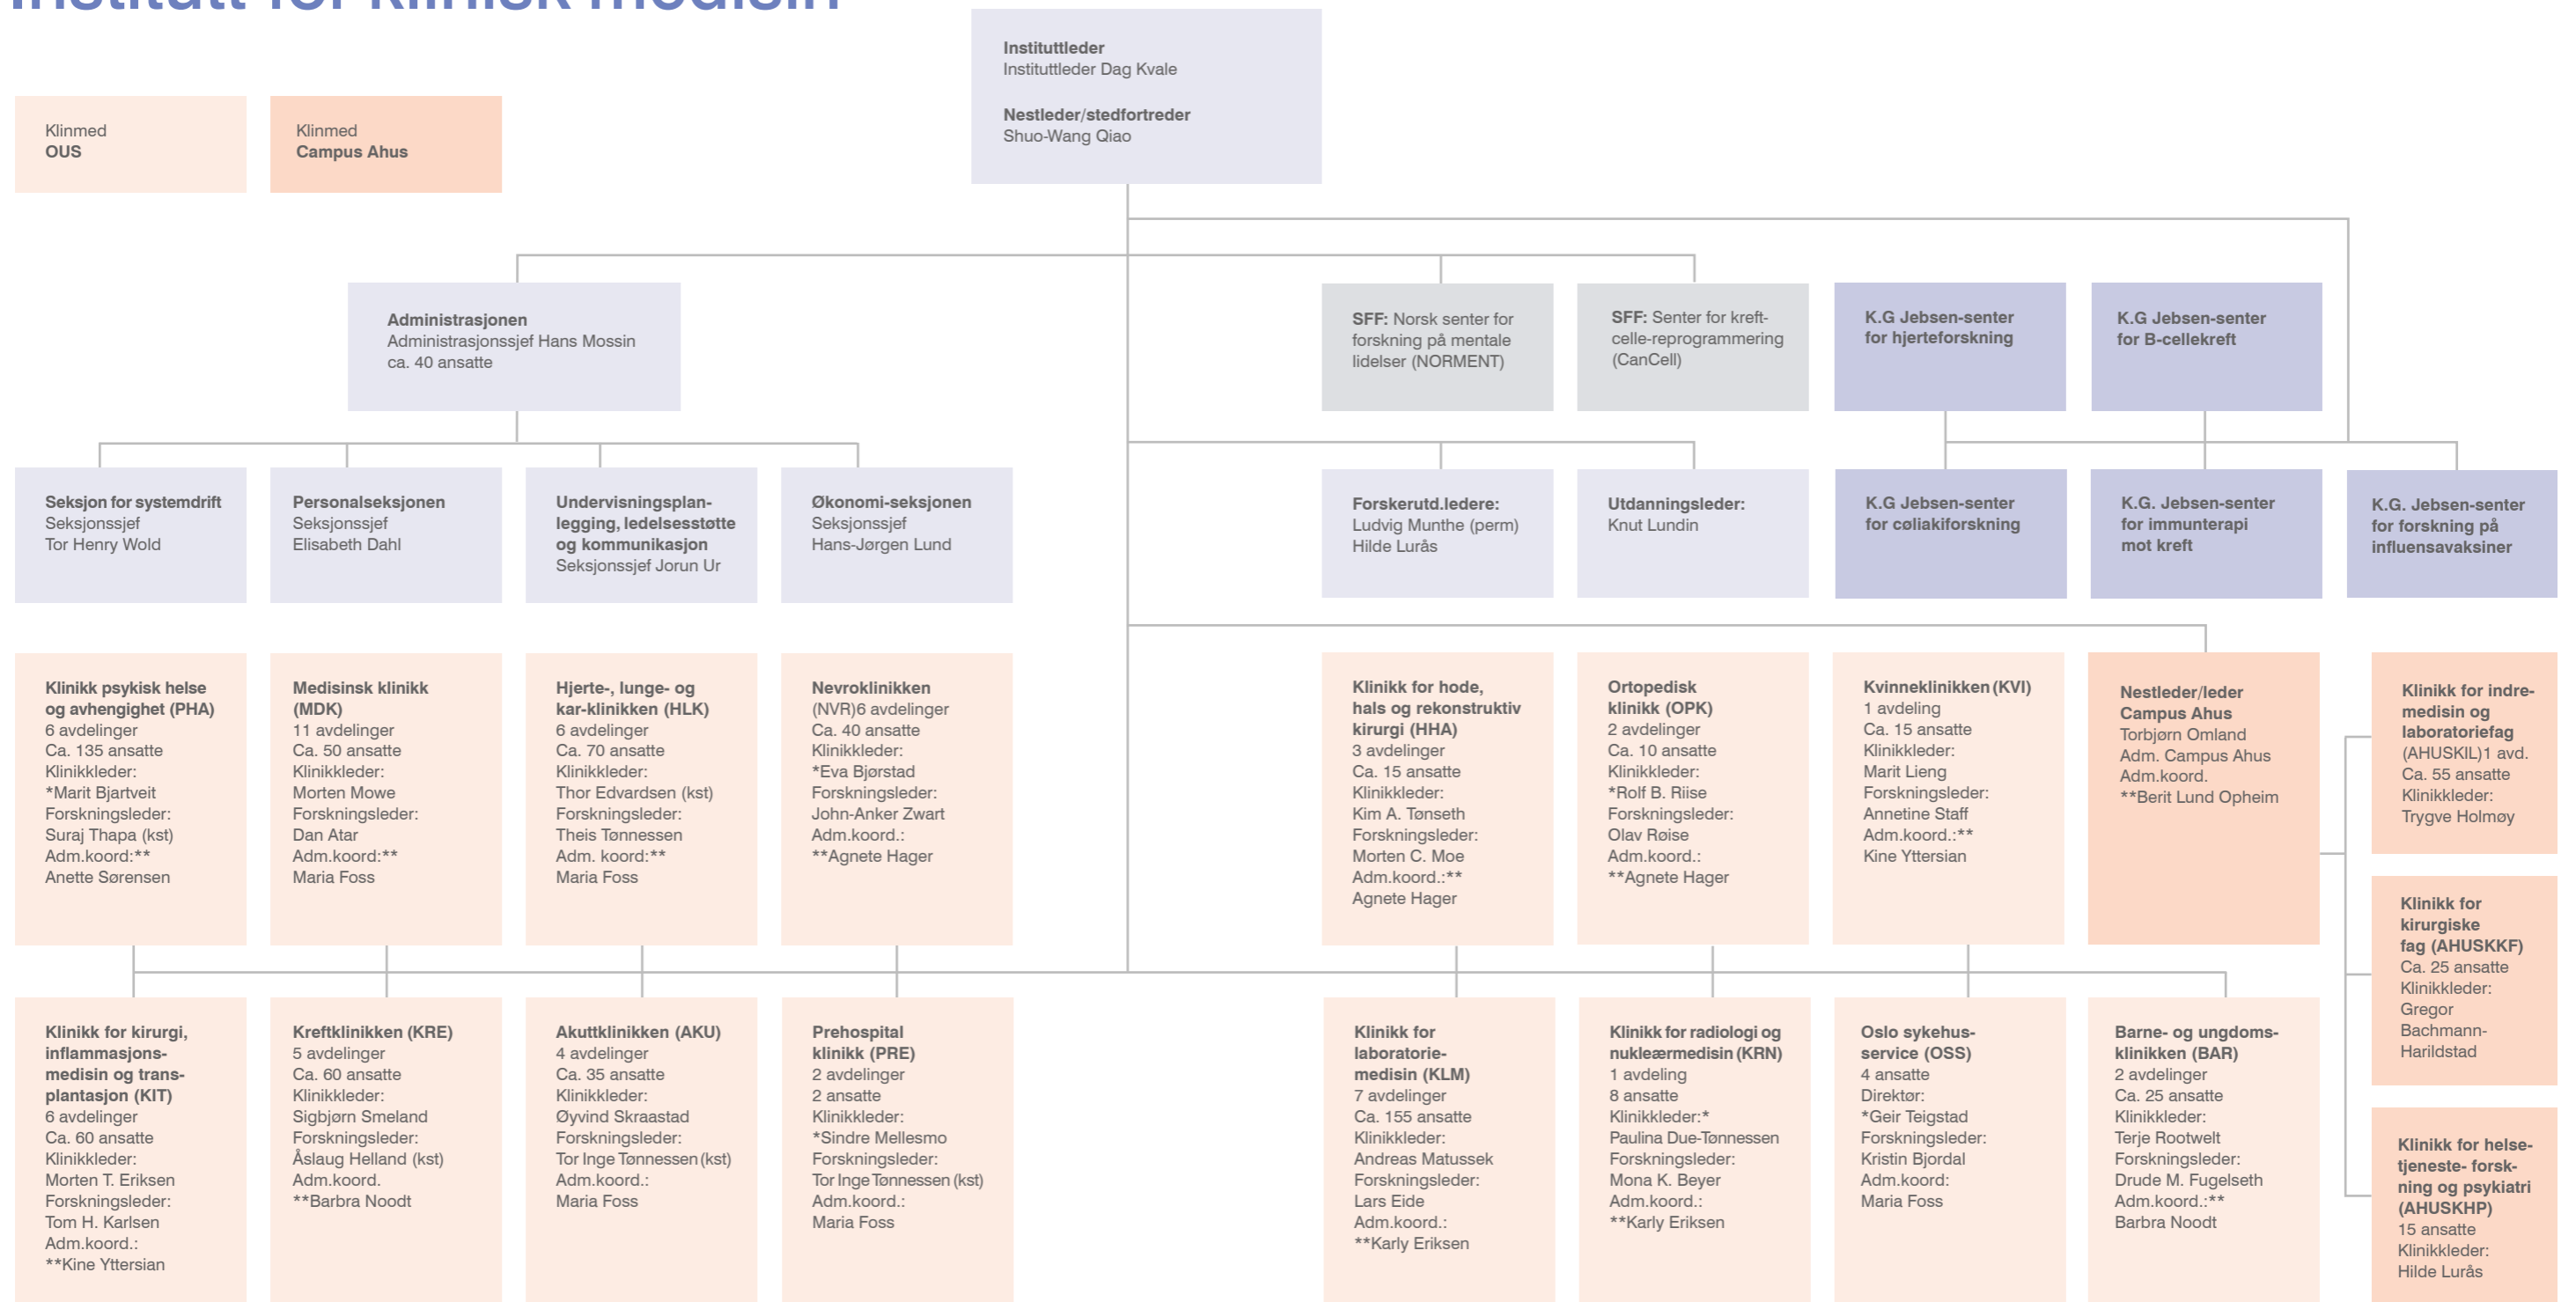 Institutt for klinisk medisin
Instituttleder
Instituttleder Dag Kvale
Nestleder/stedfortreder
Shuo-Wang Qiao
Klinmed
OUS
Klinmed
Campus Ahus
Administrasjonen
Administrasjonssjef Hans Mossin
ca. 40 ansatte
SFF: Norsk senter for
forskning på mentale
lidelser (NORMENT)
SFF: Senter for kreft-
celle-reprogrammering
(CanCell)
K.G Jebsen-senter
for hjerteforskning
K.G Jebsen-senter
for B-cellekreft
Seksjon for systemdrift
Seksjonssjef
Tor Henry Wold
Personalseksjonen
Seksjonssjef
Elisabeth Dahl
Undervisningsplan-
legging, ledelsesstøtte
og kommunikasjon
Seksjonssjef Jorun Ur
Økonomi-seksjonen
Seksjonssjef
Hans-Jørgen Lund
Forskerutd.ledere:
Ludvig Munthe (perm)
Hilde Lurås
Utdanningsleder:
Knut Lundin
K.G Jebsen-senter
for cøliakiforskning
K.G. Jebsen-senter
for immunterapi
mot kreft
K.G. Jebsen-senter
for forskning på
influensavaksiner
Klinikk psykisk helse
og avhengighet (PHA)
6 avdelinger
Ca. 135 ansatte
Klinikkleder:
*Marit Bjartveit
Forskningsleder:
Suraj Thapa (kst)
Adm.koord:**
Anette Sørensen
Medisinsk klinikk
(MDK)
11 avdelinger
Ca. 50 ansatte
Klinikkleder:
Morten Mowe
Forskningsleder:
Dan Atar
Adm.koord:**
Maria Foss
Hjerte-, lunge- og
kar-klinikken (HLK)
6 avdelinger
Ca. 70 ansatte
Klinikkleder:
Thor Edvardsen (kst)
Forskningsleder:
Theis Tønnessen
Adm. koord:**
Maria Foss
Nevroklinikken
(NVR)6 avdelinger
Ca. 40 ansatte
Klinikkleder:
*Eva Bjørstad
Forskningsleder:
John-Anker Zwart
Adm.koord.:
**Agnete Hager
Klinikk for hode,
hals og rekonstruktiv
kirurgi (HHA)
3 avdelinger
Ca. 15 ansatte
Klinikkleder:
Kim A. Tønseth
Forskningsleder:
Morten C. Moe
Adm.koord.:**
Agnete Hager
Ortopedisk
klinikk (OPK)
2 avdelinger
Ca. 10 ansatte
Klinikkleder:
*Rolf B. Riise
Forskningsleder:
Olav Røise
Adm.koord.:
**Agnete Hager
Kvinneklinikken (KVI)
1 avdeling
Ca. 15 ansatte
Klinikkleder:
Marit Lieng
Forskningsleder:
Annetine Staff
Adm.koord.:**
Kine Yttersian
Nestleder/leder
Campus Ahus
Torbjørn Omland
Adm. Campus Ahus
Adm.koord.
**Berit Lund Opheim
Klinikk for indre-
medisin og
laboratoriefag
(AHUSKIL)1 avd.
Ca. 55 ansatte
Klinikkleder:
Trygve Holmøy
Klinikk for
kirurgiske
fag (AHUSKKF)
Ca. 25 ansatte
Klinikkleder:
Gregor
Bachmann-
Harildstad
Klinikk for helse-
tjeneste- forsk-
ning og psykiatri
(AHUSKHP)
15 ansatte
Klinikkleder:
Hilde Lurås
Klinikk for kirurgi,
inflammasjons-
medisin og trans-
plantasjon (KIT)
6 avdelinger
Ca. 60 ansatte
Klinikkleder:
Morten T. Eriksen
Forskningsleder:
Tom H. Karlsen
Adm.koord.:
**Kine Yttersian
Kreftklinikken (KRE)
5 avdelinger
Ca. 60 ansatte
Klinikkleder:
Sigbjørn Smeland
Forskningsleder:
Åslaug Helland (kst)
Adm.koord.
**Barbra Noodt
Akuttklinikken (AKU)
4 avdelinger
Ca. 35 ansatte
Klinikkleder:
Øyvind Skraastad
Forskningsleder:
Tor Inge Tønnessen (kst)
Adm.koord.:
Maria Foss
Prehospital
klinikk (PRE)
2 avdelinger
2 ansatte
Klinikkleder:
*Sindre Mellesmo
Forskningsleder:
Tor Inge Tønnessen (kst)
Adm.koord.:
Maria Foss
Klinikk for
laboratorie-
medisin (KLM)
7 avdelinger
Ca. 155 ansatte
Klinikkleder:
Andreas Matussek
Forskningsleder:
Lars Eide
Adm.koord.:
**Karly Eriksen
Klinikk for radiologi og
nukleærmedisin (KRN)
1 avdeling
8 ansatte
Klinikkleder:*
Paulina Due-Tønnessen
Forskningsleder:
Mona K. Beyer
Adm.koord.:
**Karly Eriksen
Oslo sykehus-
service (OSS)
4 ansatte
Direktør:
*Geir Teigstad
Forskningsleder:
Kristin Bjordal
Adm.koord:
Maria Foss
Barne- og ungdoms-
klinikken (BAR)
2 avdelinger
Ca. 25 ansatte
Klinikkleder:
Terje Rootwelt
Forskningsleder:
Drude M. Fugelseth
Adm.koord.:**
Barbra Noodt